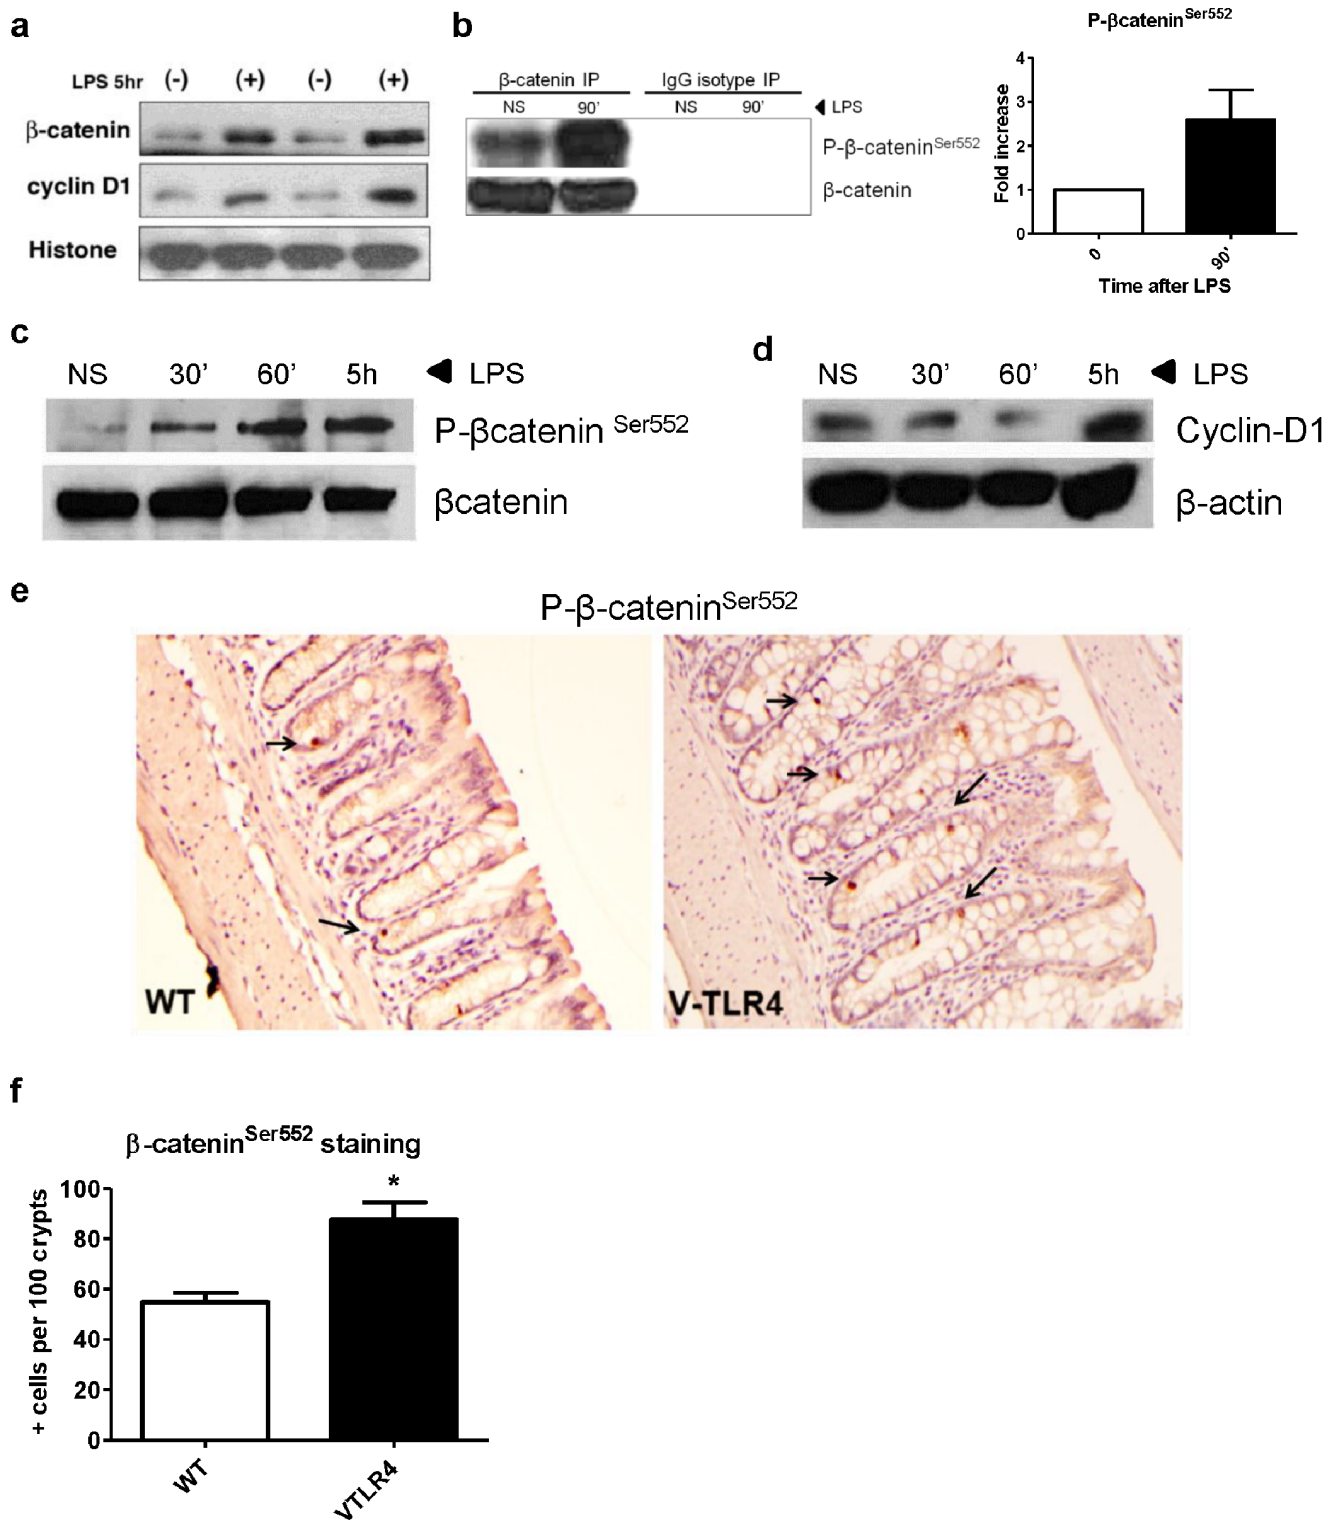 a
LPS 5hr (-) (+) (-) (+)
β-catenin
cyclin D1
Histone
b
β-catenin IP IgG isotype IP
NS 90' NS 90' ◀ LPS
P-β-catenin^Ser552
β-catenin
P-βcatenin^Ser552
Fold increase
4
3
2
1
0
0 90'
Time after LPS
c
NS 30' 60' 5h ◀ LPS
P-βcatenin ^Ser552
βcatenin
d
NS 30' 60' 5h ◀ LPS
Cyclin-D1
β-actin
e
P-β-catenin^Ser552
WT
V-TLR4
f
β-catenin^Ser552 staining
+ cells per 100 crypts
*
100
80
60
40
20
0
WT VTLR4